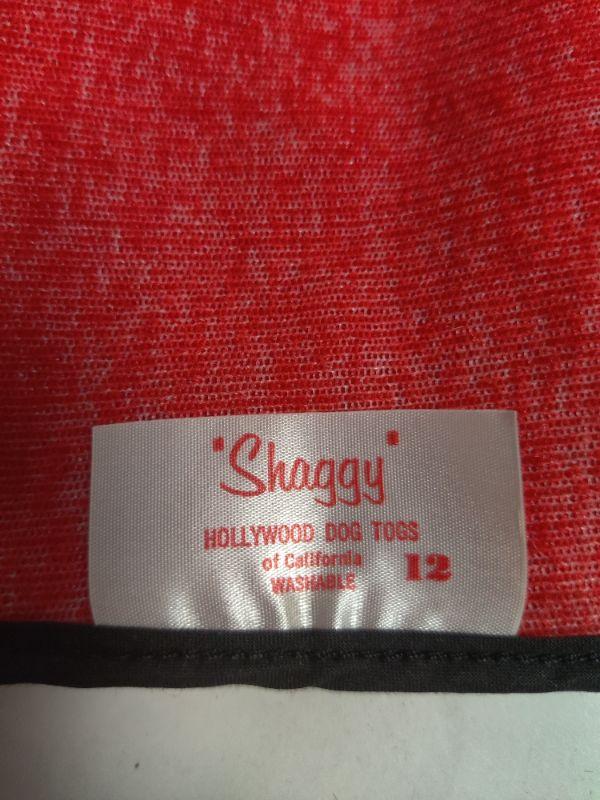 "Shaggy"
HOLLYWOOD DOG TOGS
of California
WASHABLE
12